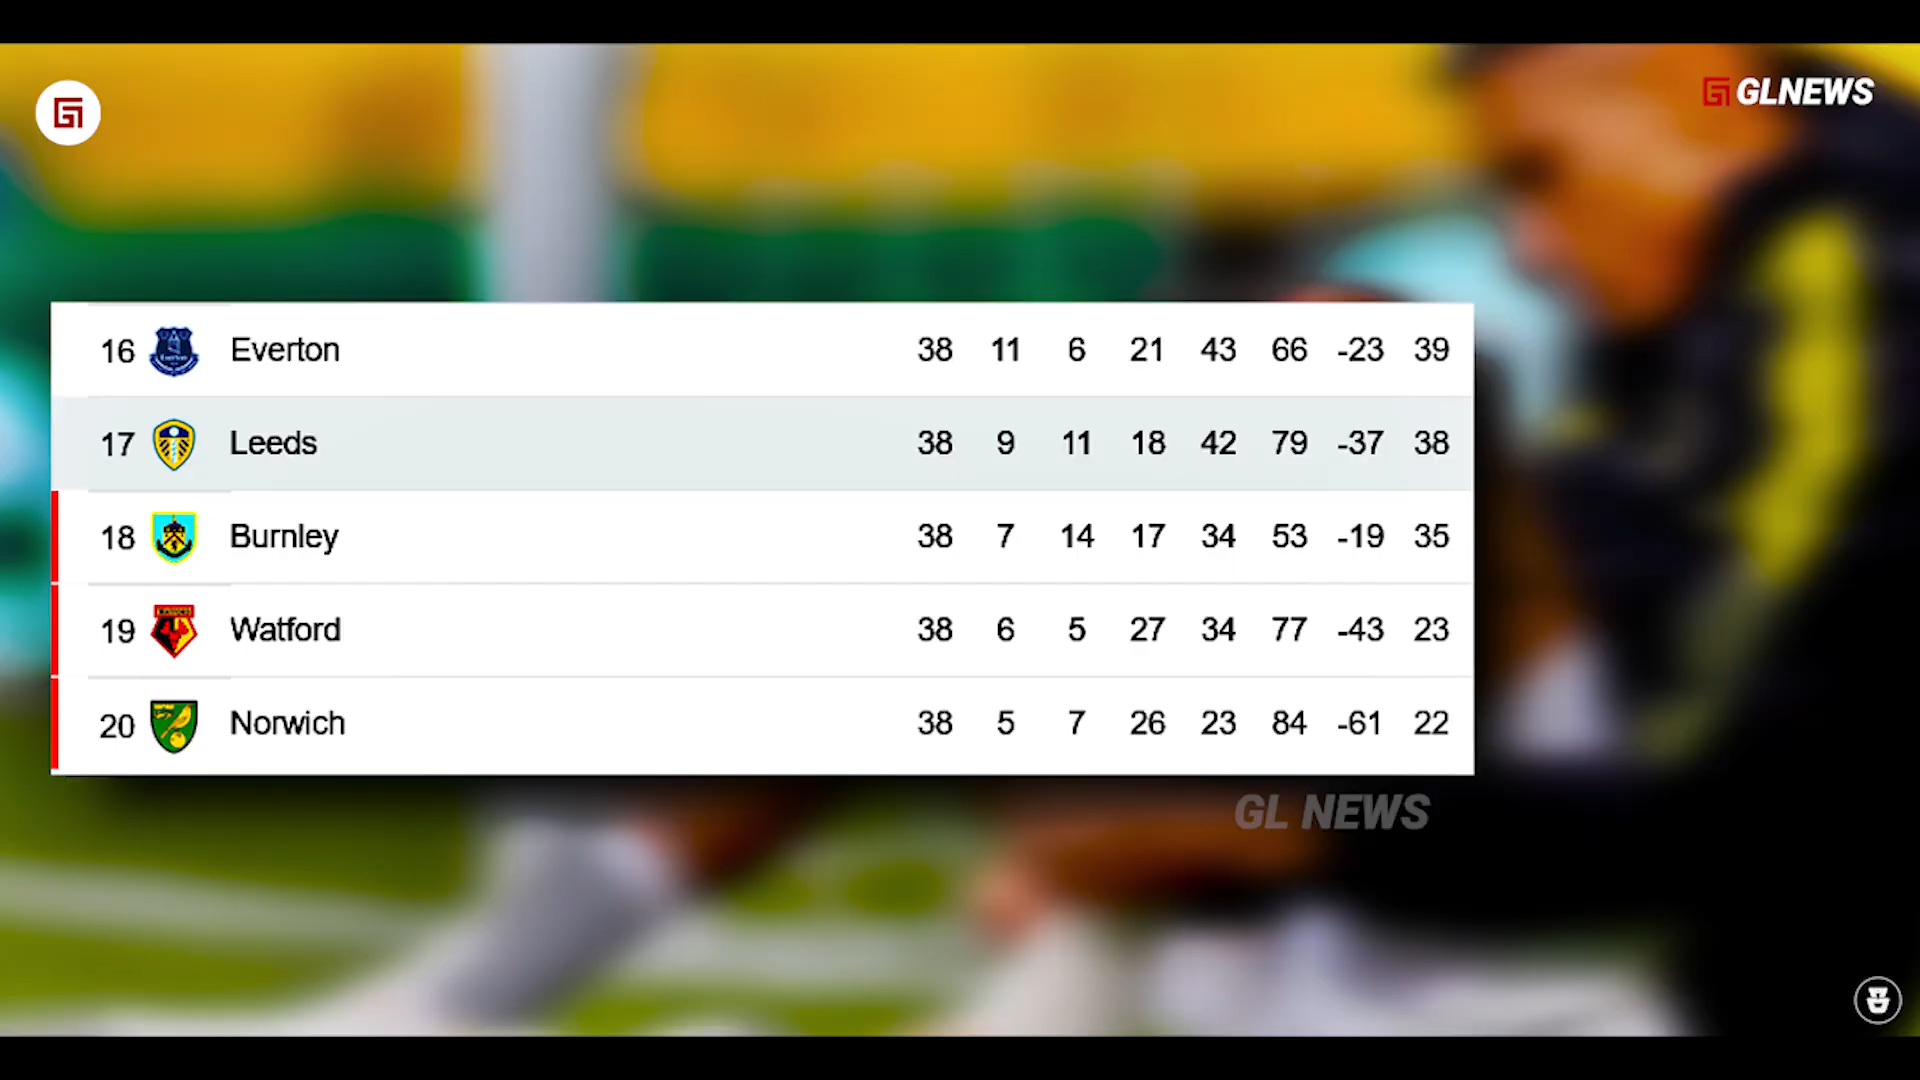 GLNEWS
16 Everton 38 11 6 21 43 66 -23 39
17 Leeds 38 9 11 18 42 79 -37 38
18 Burnley 38 7 14 17 34 53 -19 35
19 Watford 38 6 5 27 34 77 -43 23
20 Norwich 38 5 7 26 23 84 -61 22
GL NEWS